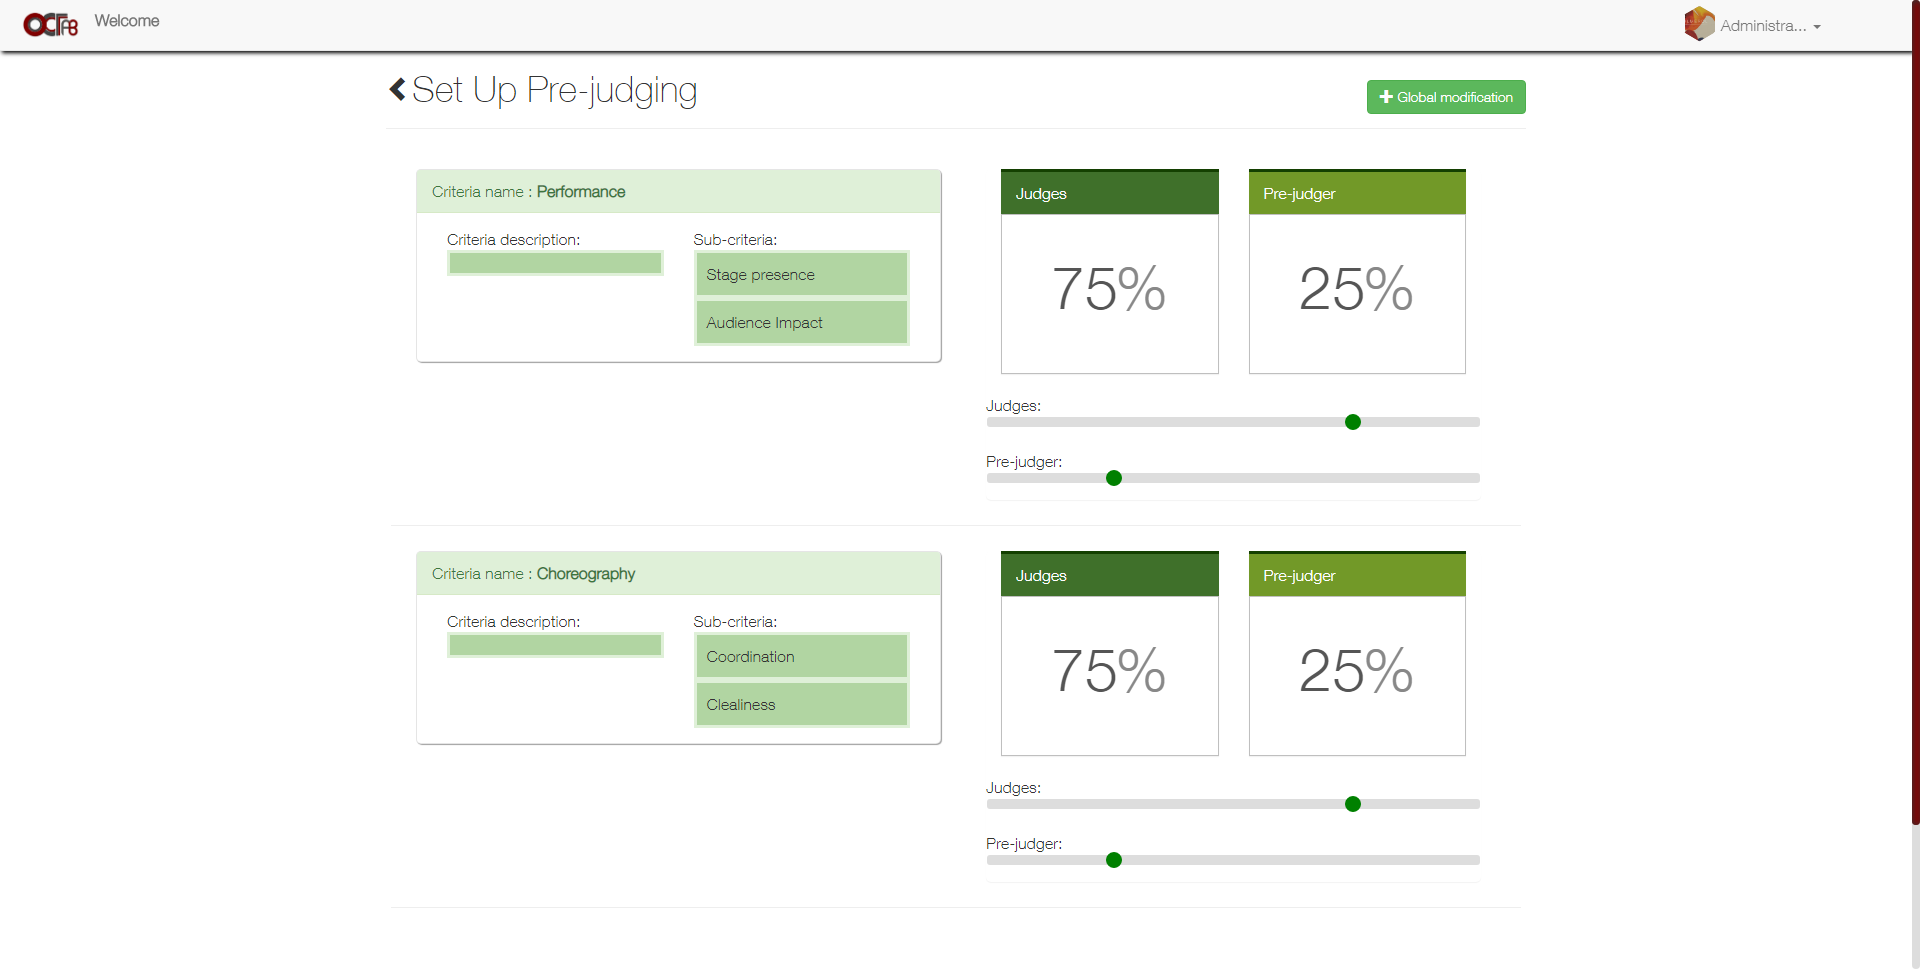 Welcome
Administra...
Set Up Pre-judging
Global modification
Criteria name : Performance
Criteria description:
Sub-criteria:
Stage presence
Audience Impact
Judges
75%
Pre-judger
25%
Judges:
Pre-judger:
Criteria name : Choreography
Criteria description:
Sub-criteria:
Coordination
Clealiness
Judges
75%
Pre-judger
25%
Judges:
Pre-judger: